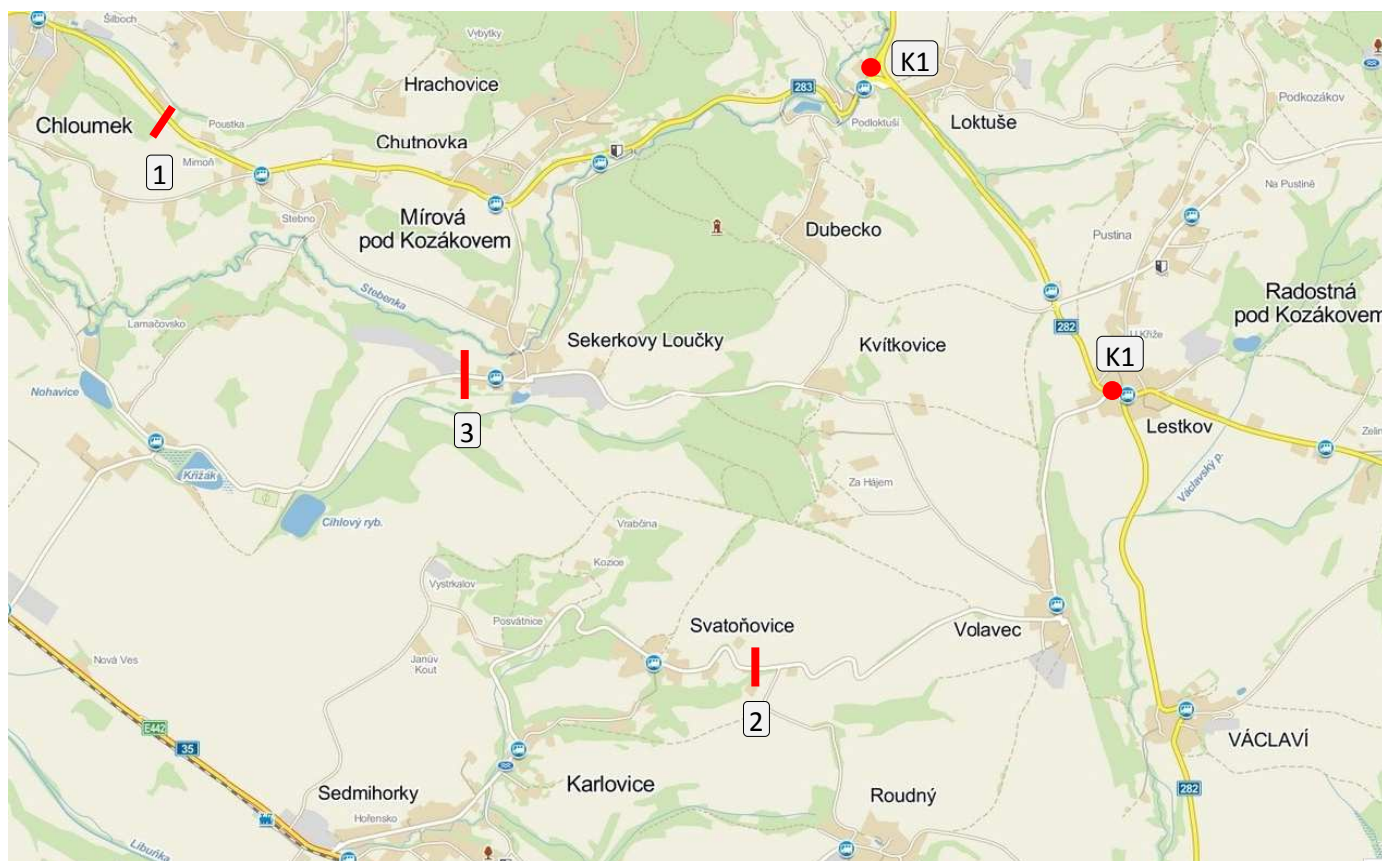 Šilboch
Výbytky
K1
Podkozákov
283
Hrachovice
Chloumek
Poustka
Podloktuší
Loktuše
Chutnovka
Mimoň
1
Na Pustině
Stebno
Mírová
pod Kozákovem
Dubecko
Pustina
Stebenka
Radostná
pod Kozákovem
Lamačovsko
282
U Kříže
Sekerkovy Loučky
Kvítkovice
K1
Nohavice
3
Lestkov
Zelin
Václavský p.
Křižák
Za Hájem
Cihlový ryb.
Vrabčina
Kozice
Vystrkalov
Posvátnice
Svatoňovice
Volavec
Nová Ves
Janův
Kout
E442
2
35
VÁCLAVÍ
Karlovice
Sedmihorky
282
Roudný
Hořensko
Libuňka